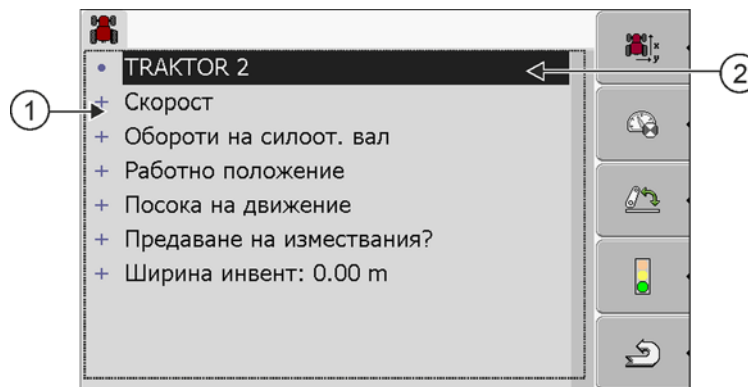 x
y
TRAKTOR 2
2
Скорост
1
Обороти на силоот. вал
Работно положение
Посока на движение
Предаване на измествания?
Ширина инвент: 0.00 m